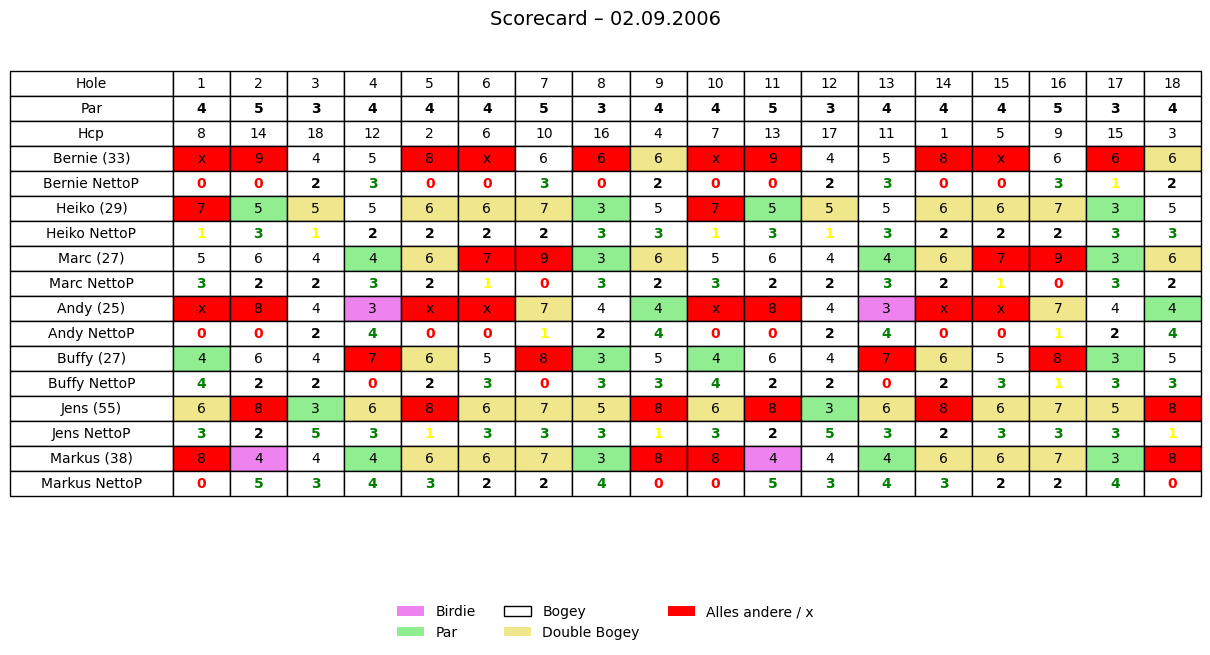 Scorecard – 02.09.2006
Hole 1 2 3 4 5 6 7 8 9 10 11 12 13 14 15 16 17 18
Par 4 5 3 4 4 4 5 3 4 4 5 3 4 4 4 5 3 4
Hcp 8 14 18 12 2 6 10 16 4 7 13 17 11 1 5 9 15 3
Bernie (33) x 9 4 5 8 x 6 6 6 x 9 4 5 8 x 6 6 6
Bernie NettoP 0 0 2 3 0 0 3 0 2 0 0 2 3 0 0 3 1 2
Heiko (29) 7 5 5 5 6 6 7 3 5 7 5 5 5 6 6 7 3 5
Heiko NettoP 1 3 1 2 2 2 2 3 3 1 3 1 3 2 2 2 3 3
Marc (27) 5 6 4 4 6 7 9 3 6 5 6 4 4 6 7 9 3 6
Marc NettoP 3 2 2 3 2 1 0 3 2 3 2 2 3 2 1 0 3 2
Andy (25) x 8 4 3 x x 7 4 4 x 8 4 3 x x 7 4 4
Andy NettoP 0 0 2 4 0 0 1 2 4 0 0 2 4 0 0 1 2 4
Buffy (27) 4 6 4 7 6 5 8 3 5 4 6 4 7 6 5 8 3 5
Buffy NettoP 4 2 2 0 2 3 0 3 3 4 2 2 0 2 3 1 3 3
Jens (55) 6 8 3 6 8 6 7 5 8 6 8 3 6 8 6 7 5 8
Jens NettoP 3 2 5 3 1 3 3 3 1 3 2 5 3 2 3 3 3 1
Markus (38) 8 4 4 4 6 6 7 3 8 8 4 4 4 6 6 7 3 8
Markus NettoP 0 5 3 4 3 2 2 4 0 0 5 3 4 3 2 2 4 0
Birdie Bogey Alles andere / x
Par Double Bogey